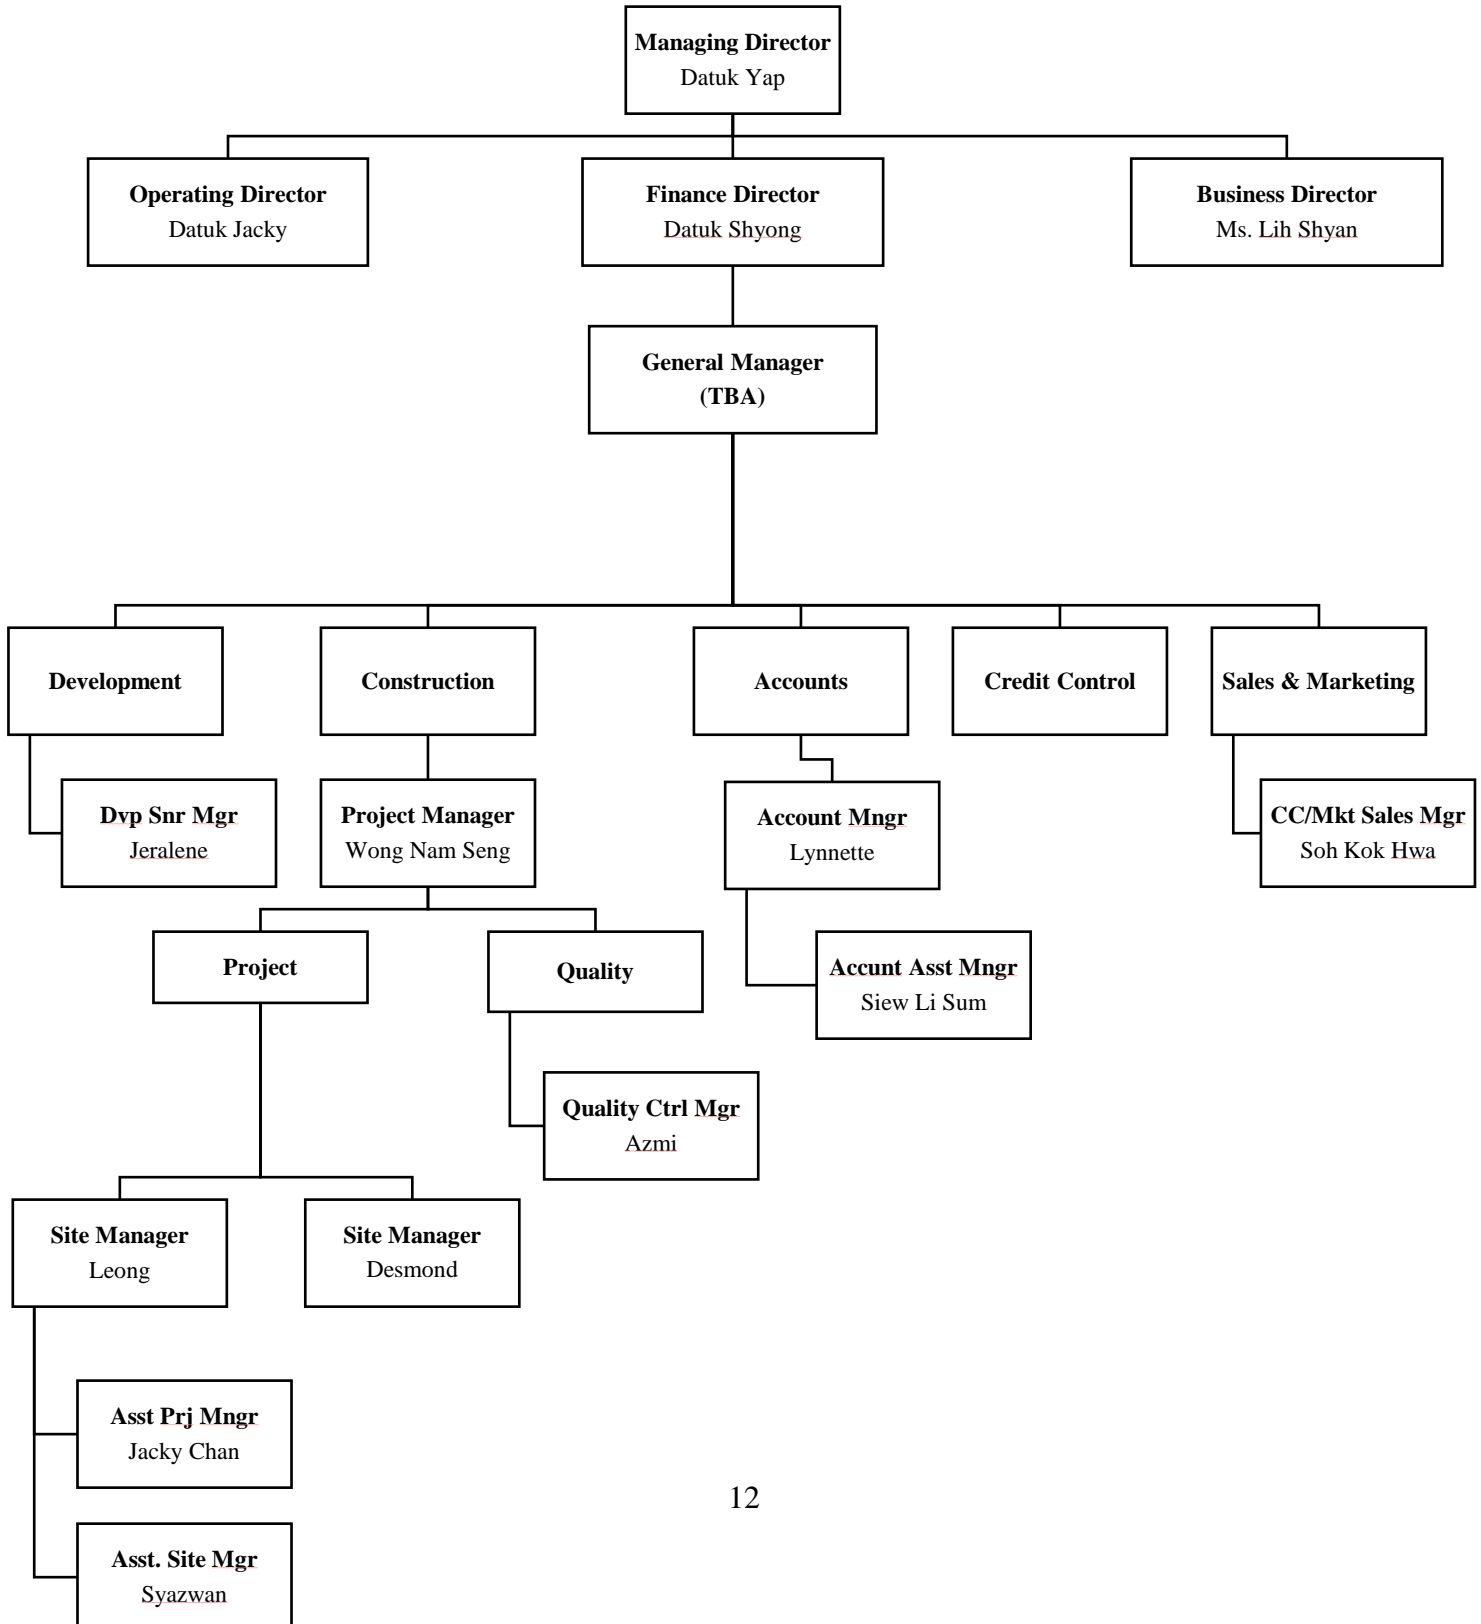 Managing Director
Datuk Yap
Operating Director
Datuk Jacky
Finance Director
Datuk Shyong
Business Director
Ms. Lih Shyan
General Manager
(TBA)
Development
Construction
Accounts
Credit Control
Sales & Marketing
Dvp Snr Mgr
Jeralene
Project Manager
Wong Nam Seng
Account Mngr
Lynnette
CC/Mkt Sales Mgr
Soh Kok Hwa
Project
Quality
Accunt Asst Mngr
Siew Li Sum
Quality Ctrl Mgr
Azmi
Site Manager
Leong
Site Manager
Desmond
Asst Prj Mngr
Jacky Chan
Asst. Site Mgr
Syazwan
12